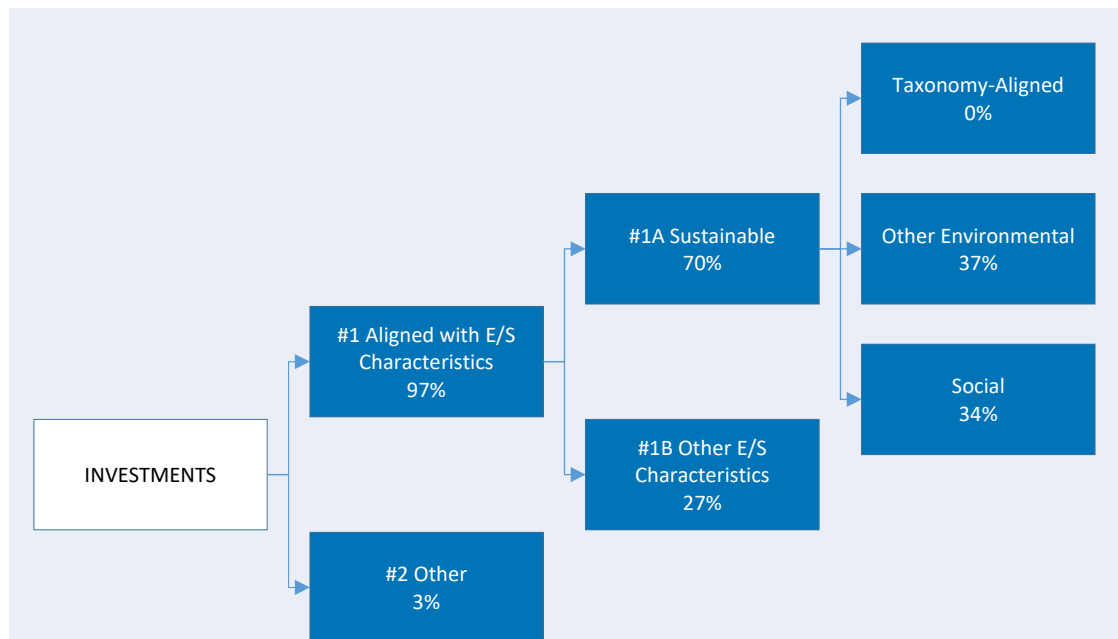 Taxonomy-Aligned
0%
#1A Sustainable
70%
Other Environmental
37%
#1 Aligned with E/S
Characteristics
97%
Social
34%
INVESTMENTS
#1B Other E/S
Characteristics
27%
#2 Other
3%